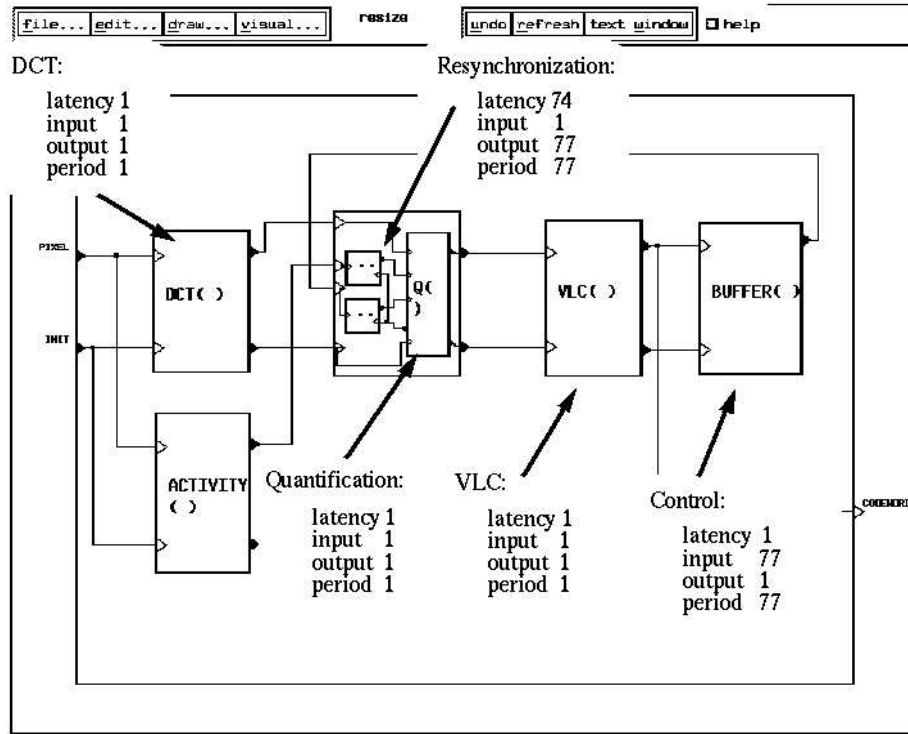 file... edit... draw... visual... resize undo refresh text window help
DCT:
latency 1
input 1
output 1
period 1
Resynchronization:
latency 74
input 1
output 77
period 77
PIXEL
INIT
DCT( )
---
---
Q(
)
VLC( )
BUFFER( )
ACTIVITY
( )
Quantification:
latency 1
input 1
output 1
period 1
VLC:
latency 1
input 1
output 1
period 1
Control:
latency 1
input 77
output 1
period 77